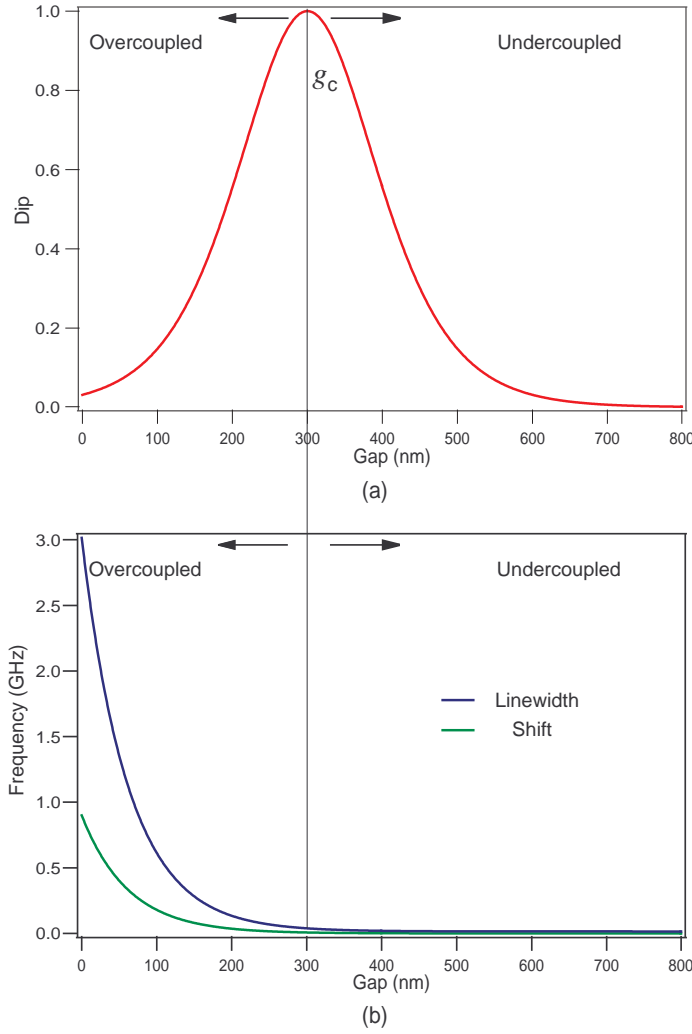 1.0
Overcoupled
Undercoupled
g_c
0.8
0.6
Dip
0.4
0.2
0.0
0 100 200 300 400 500 600 700 800
Gap (nm)
(a)
3.0
Overcoupled
Undercoupled
2.5
2.0
Linewidth
Shift
1.5
Frequency (GHz)
1.0
0.5
0.0
0 100 200 300 400 500 600 700 800
Gap (nm)
(b)